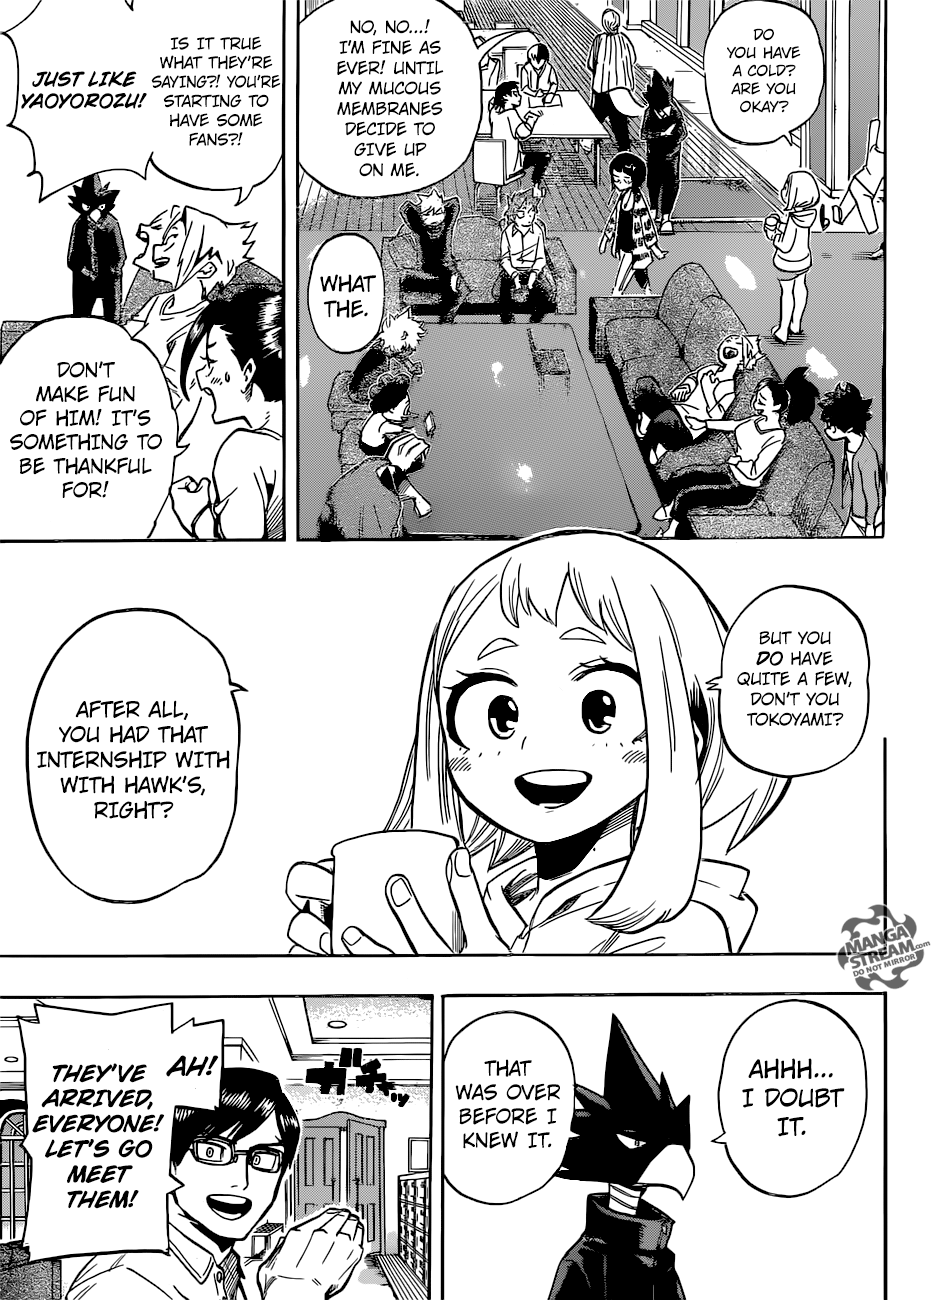 DO
YOU HAVE
A COLD?
ARE YOU
OKAY?
NO, NO...!
I'M FINE AS
EVER! UNTIL
MY MUCOUS
MEMBRANES
DECIDE TO
GIVE UP
ON ME.
WHAT
THE.
IS IT TRUE
WHAT THEY'RE
SAYING?! YOU'RE
STARTING TO
HAVE SOME
FANS?!
JUST LIKE
YAOYOROZU!
DON'T
MAKE FUN
OF HIM! IT'S
SOMETHING TO
BE THANKFUL
FOR!
BUT YOU
DO HAVE
QUITE A FEW,
DON'T YOU
TOKOYAMI?
AFTER ALL,
YOU HAD THAT
INTERNSHIP WITH
WITH HAWK'S,
RIGHT?
MANGA
STREAM.com
DO NOT MIRROR
AHHH...
I DOUBT
IT.
THAT
WAS OVER
BEFORE I
KNEW IT.
AH!
THEY'VE
ARRIVED,
EVERYONE!
LET'S GO
MEET
THEM!